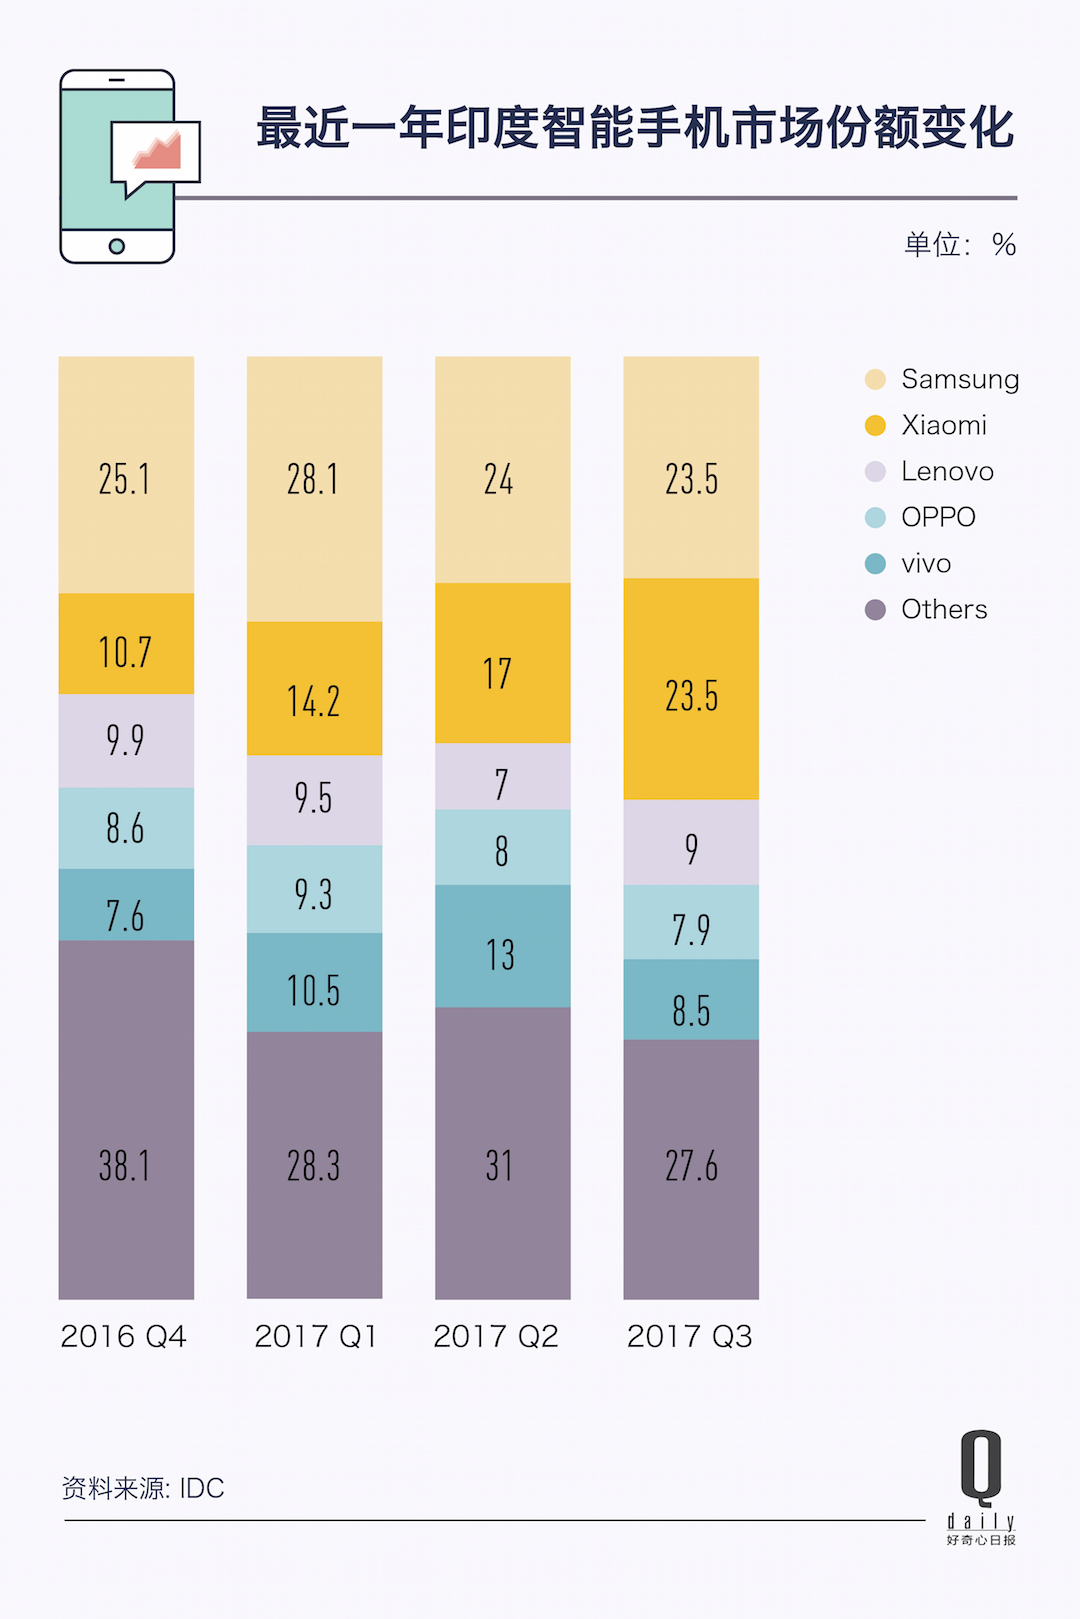 最近一年印度智能手机市场份额变化
单位：%
Samsung
Xiaomi
Lenovo
OPPO
vivo
Others
25.1
28.1
24
23.5
10.7
14.2
17
23.5
9.9
9.5
7
9
8.6
9.3
8
7.9
7.6
10.5
13
8.5
38.1
28.3
31
27.6
2016 Q4
2017 Q1
2017 Q2
2017 Q3
资料来源: IDC
Q
daily
好奇心日报